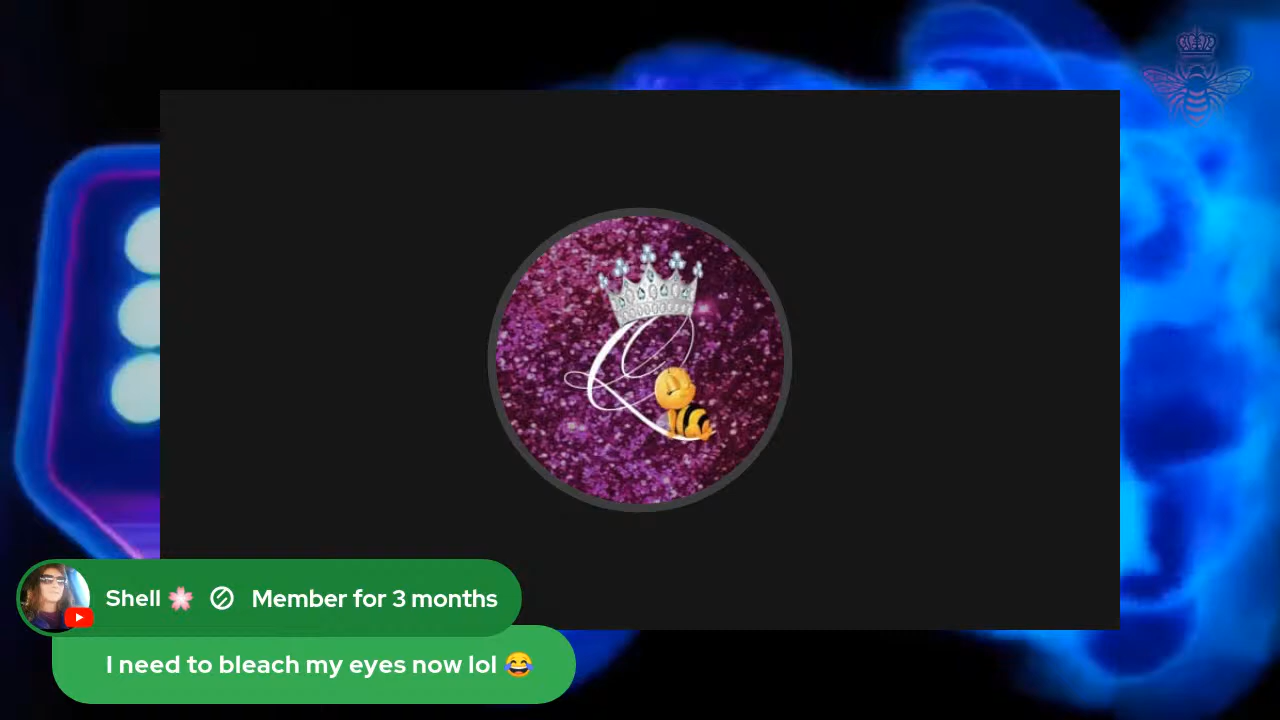 Q
Shell 🌸 Member for 3 months
I need to bleach my eyes now lol 😂